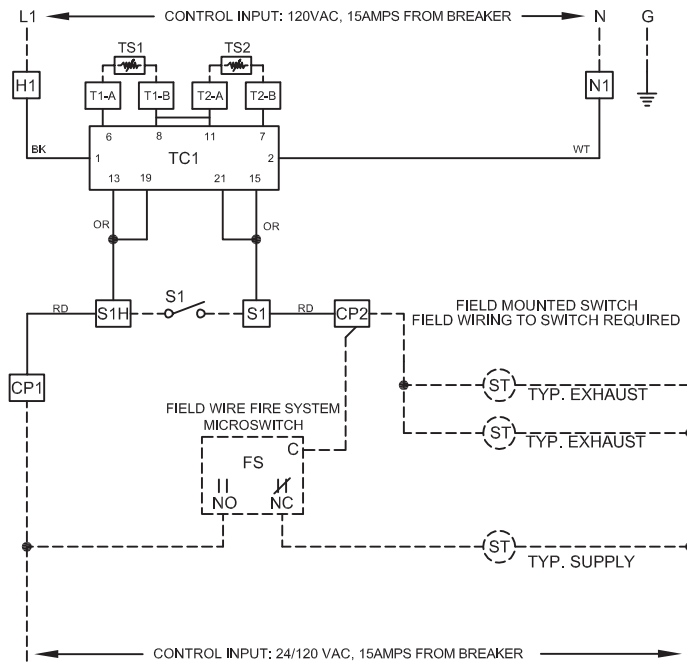 L1 CONTROL INPUT: 120VAC, 15AMPS FROM BREAKER N G
TS1 TS2
H1 T1-A T1-B T2-A T2-B N1
6 8 11 7
BK 1 TC1 2 WT
13 19 21 15
OR OR
RD S1H S1 S1 RD CP2
FIELD MOUNTED SWITCH
FIELD WIRING TO SWITCH REQUIRED
CP1
ST TYP. EXHAUST
FIELD WIRE FIRE SYSTEM
MICROSWITCH
ST TYP. EXHAUST
C
FS
NO NC
ST TYP. SUPPLY
CONTROL INPUT: 24/120 VAC, 15AMPS FROM BREAKER